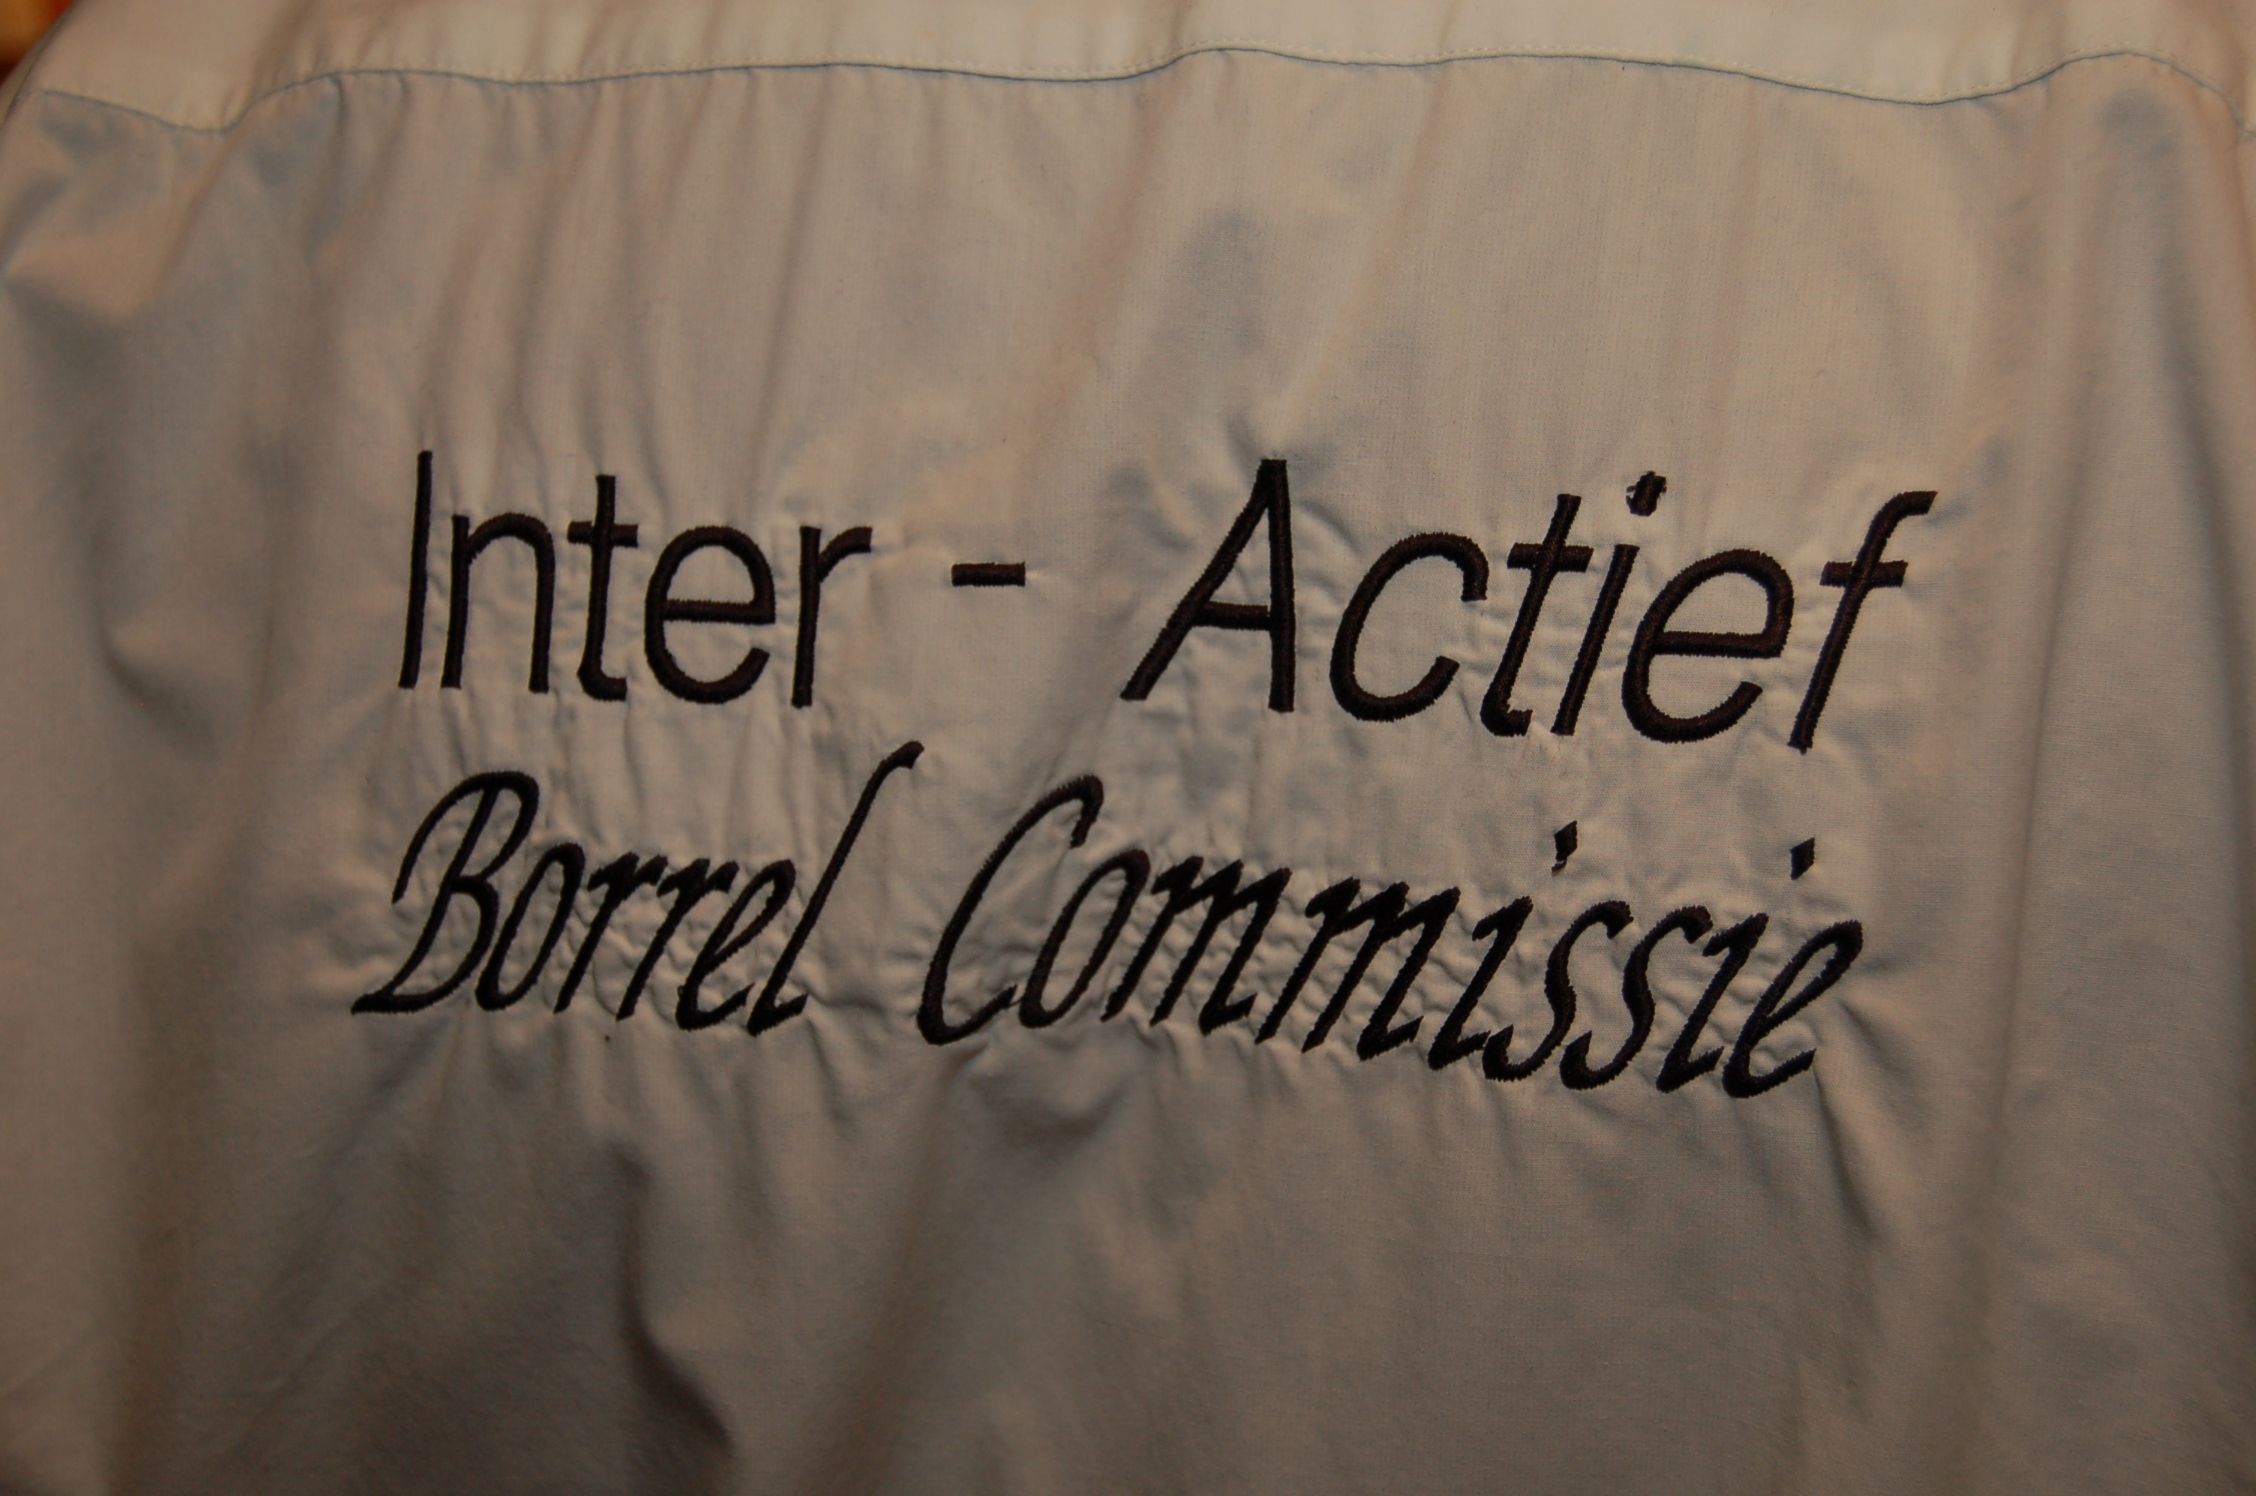 Inter - Actief
Borrel Commissie